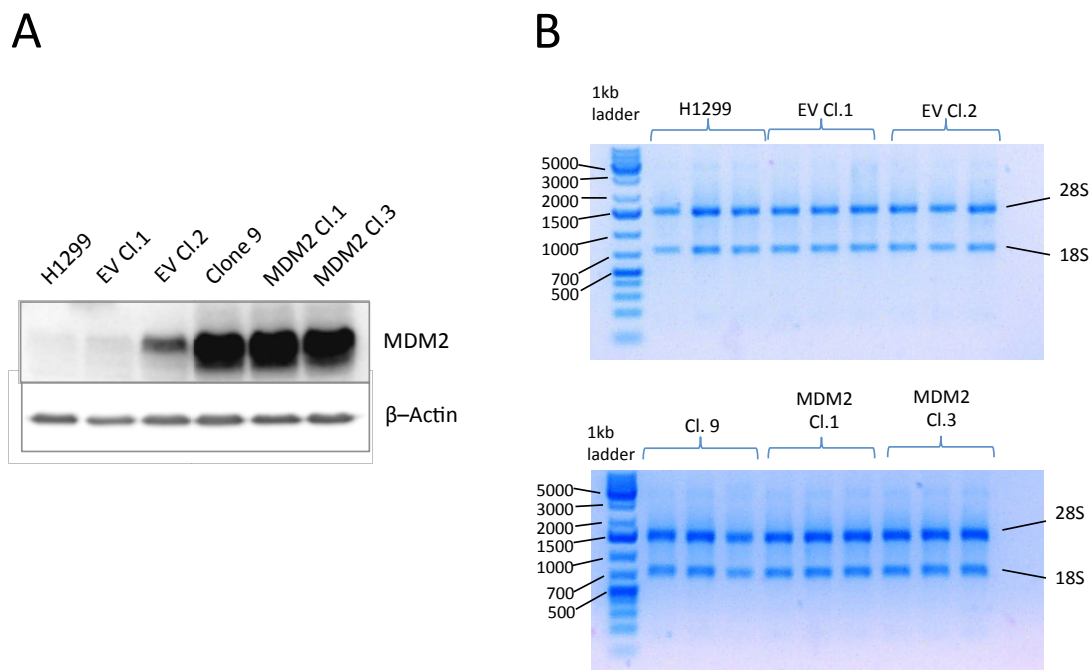 A
H1299
EV Cl.1
EV Cl.2
Clone 9
MDM2 Cl.1
MDM2 Cl.3
MDM2
β–Actin
B
1kb
ladder
H1299
EV Cl.1
EV Cl.2
5000
3000
2000
1500
1000
700
500
28S
18S
1kb
ladder
Cl. 9
MDM2
Cl.1
MDM2
Cl.3
5000
3000
2000
1500
1000
700
500
28S
18S